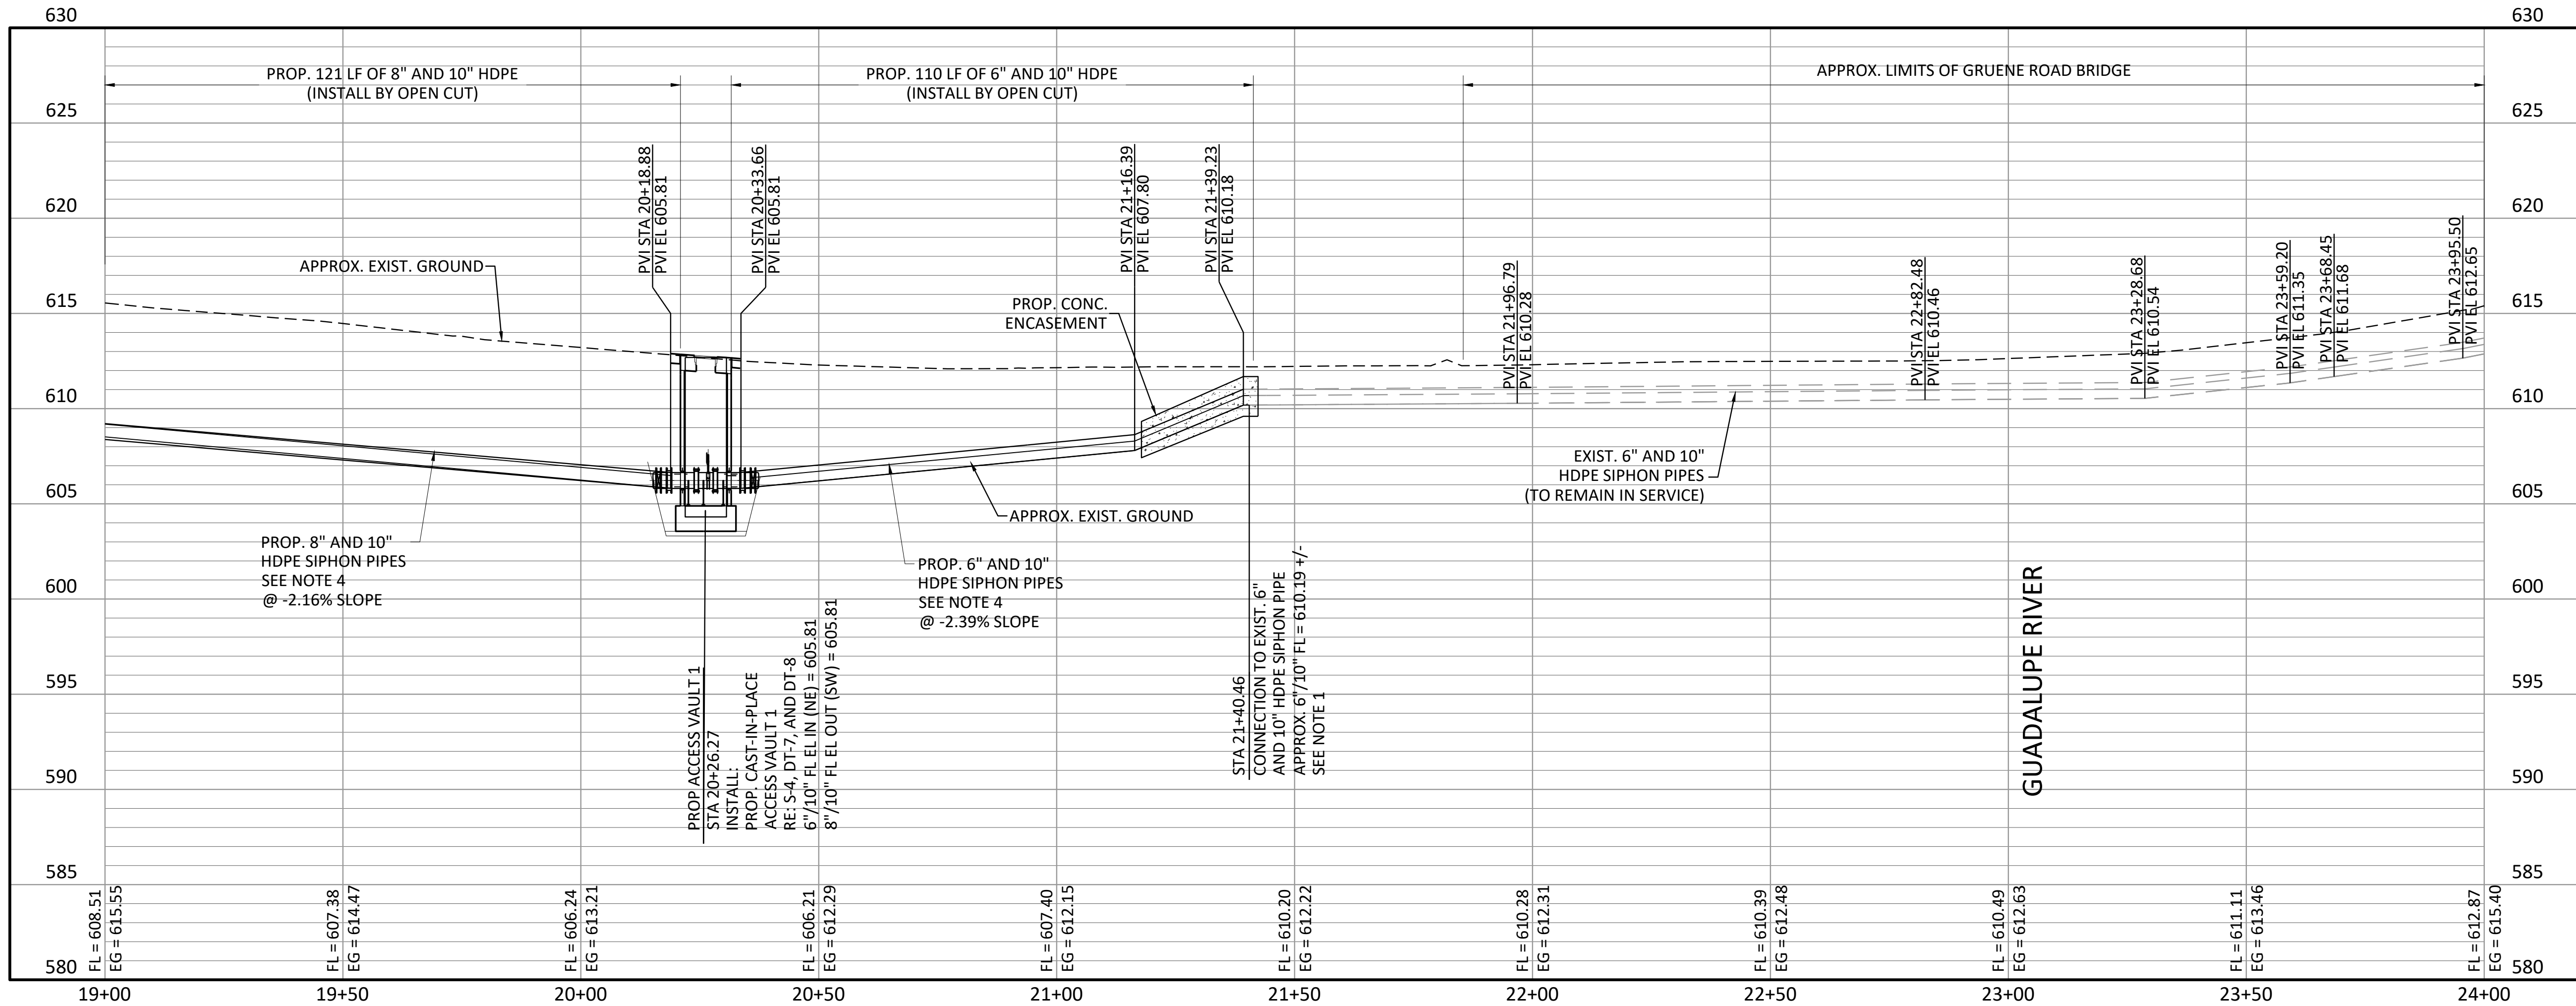 630
630
PROP. 121 LF OF 8" AND 10" HDPE
(INSTALL BY OPEN CUT)
PROP. 110 LF OF 6" AND 10" HDPE
(INSTALL BY OPEN CUT)
APPROX. LIMITS OF GRUENE ROAD BRIDGE
625
625
PVI STA 20+18.88
PVI EL 605.81
PVI STA 20+33.66
PVI EL 605.81
PVI STA 21+16.39
PVI EL 607.80
PVI STA 21+39.23
PVI EL 610.18
620
620
PVI STA 21+96.79
PVI EL 610.28
PVI STA 22+82.48
PVI EL 610.46
PVI STA 23+28.68
PVI EL 610.54
PVI STA 23+59.20
PVI EL 611.35
PVI STA 23+68.45
PVI EL 611.68
PVI STA 23+95.50
PVI EL 612.65
APPROX. EXIST. GROUND
615
615
PROP. CONC.
ENCASEMENT
610
610
EXIST. 6" AND 10"
HDPE SIPHON PIPES
(TO REMAIN IN SERVICE)
605
605
APPROX. EXIST. GROUND
PROP. 8" AND 10"
HDPE SIPHON PIPES
SEE NOTE 4
@ -2.16% SLOPE
PROP. 6" AND 10"
HDPE SIPHON PIPES
SEE NOTE 4
@ -2.39% SLOPE
600
600
PROP ACCESS VAULT 1
STA 20+26.27
INSTALL:
PROP. CAST-IN-PLACE
ACCESS VAULT 1
RE: S-4, DT-7, AND DT-8
6"/10" FL EL IN (NE) = 605.81
8"/10" FL EL OUT (SW) = 605.81
STA 21+40.46
CONNECTION TO EXIST. 6"
AND 10" HDPE SIPHON PIPE
APPROX. 6"/10" FL = 610.19 +/-
SEE NOTE 1
GUADALUPE RIVER
595
595
590
590
585
585
FL = 608.51
EG = 615.55
FL = 607.38
EG = 614.47
FL = 606.24
EG = 613.21
FL = 606.21
EG = 612.29
FL = 607.40
EG = 612.15
FL = 610.20
EG = 612.22
FL = 610.28
EG = 612.31
FL = 610.39
EG = 612.48
FL = 610.49
EG = 612.63
FL = 611.11
EG = 613.46
FL = 612.87
EG = 615.40
580
580
19+00
19+50
20+00
20+50
21+00
21+50
22+00
22+50
23+00
23+50
24+00